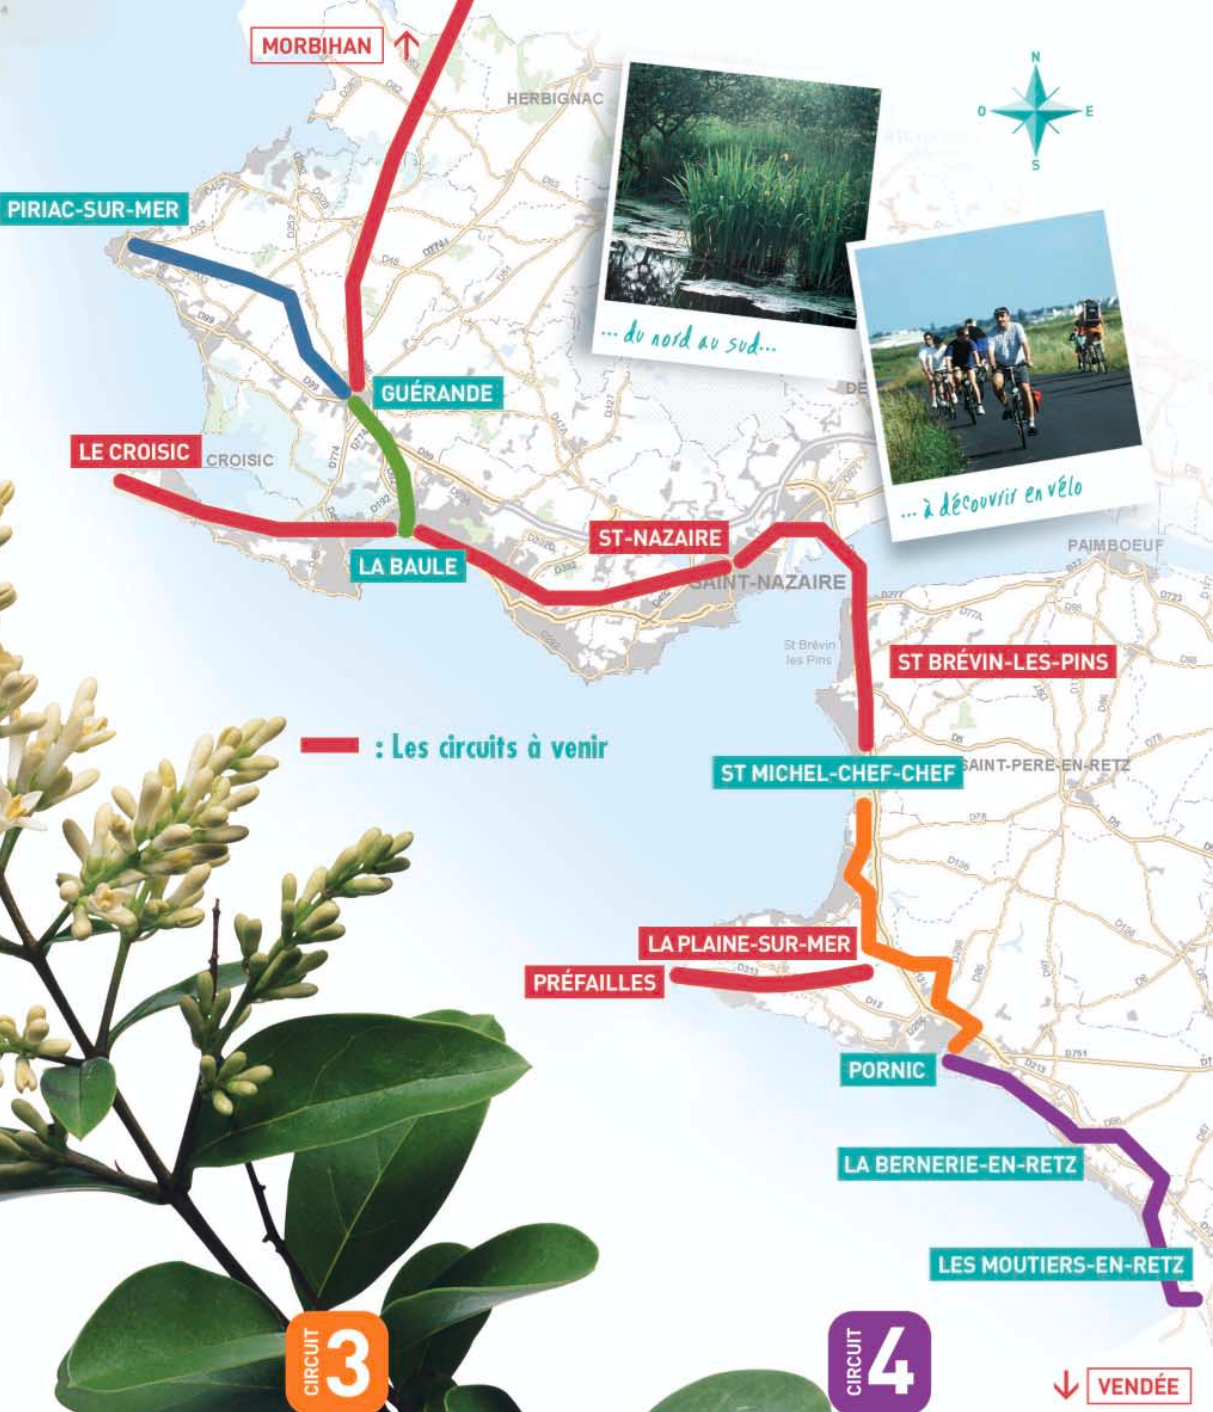 MORBIHAN
HERBIGNAC
N
O
E
S
PIRIAC-SUR-MER
... du nord au sud...
GUÉRANDE
LE CROISIC
CROISIC
... à découvrir en vélo
ST-NAZAIRE
LA BAULE
SAINT-NAZAIRE
PAIMBOEUF
St Brévin
les Pins
ST BRÉVIN-LES-PINS
: Les circuits à venir
ST MICHEL-CHEF-CHEF
SAINT-PERE-EN-RETZ
LA PLAINE-SUR-MER
PRÉFAILLES
PORNIC
D751
D213
LA BERNERIE-EN-RETZ
LES MOUTIERS-EN-RETZ
CIRCUIT 3
CIRCUIT 4
VENDÉE